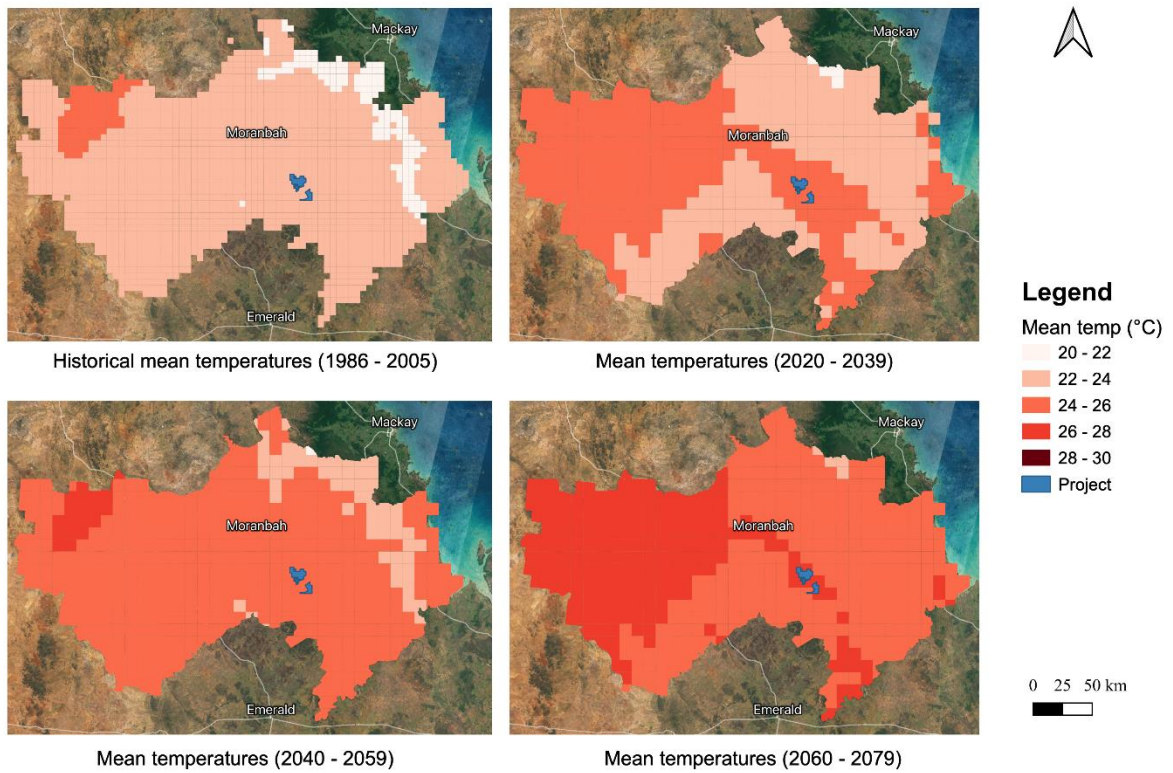 Mackay
Moranbah
Emerald
Historical mean temperatures (1986 - 2005)
Mackay
Moranbah
Emerald
Mean temperatures (2020 - 2039)
Mackay
Moranbah
Emerald
Mean temperatures (2040 - 2059)
Mackay
Moranbah
Emerald
Mean temperatures (2060 - 2079)
Legend
Mean temp (°C)
20 - 22
22 - 24
24 - 26
26 - 28
28 - 30
Project
0 25 50 km